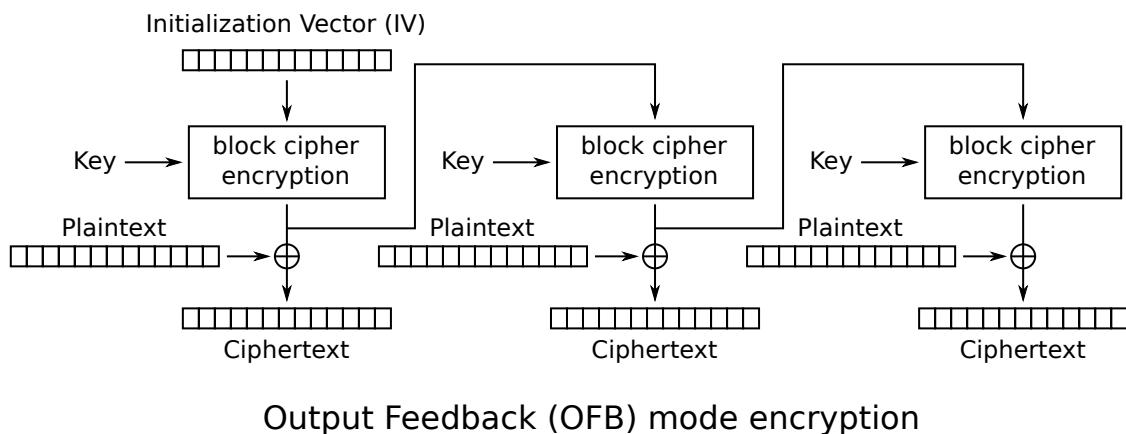 Initialization Vector (IV)
Key
block cipher
encryption
Plaintext
Ciphertext
Key
block cipher
encryption
Plaintext
Ciphertext
Key
block cipher
encryption
Plaintext
Ciphertext
Output Feedback (OFB) mode encryption